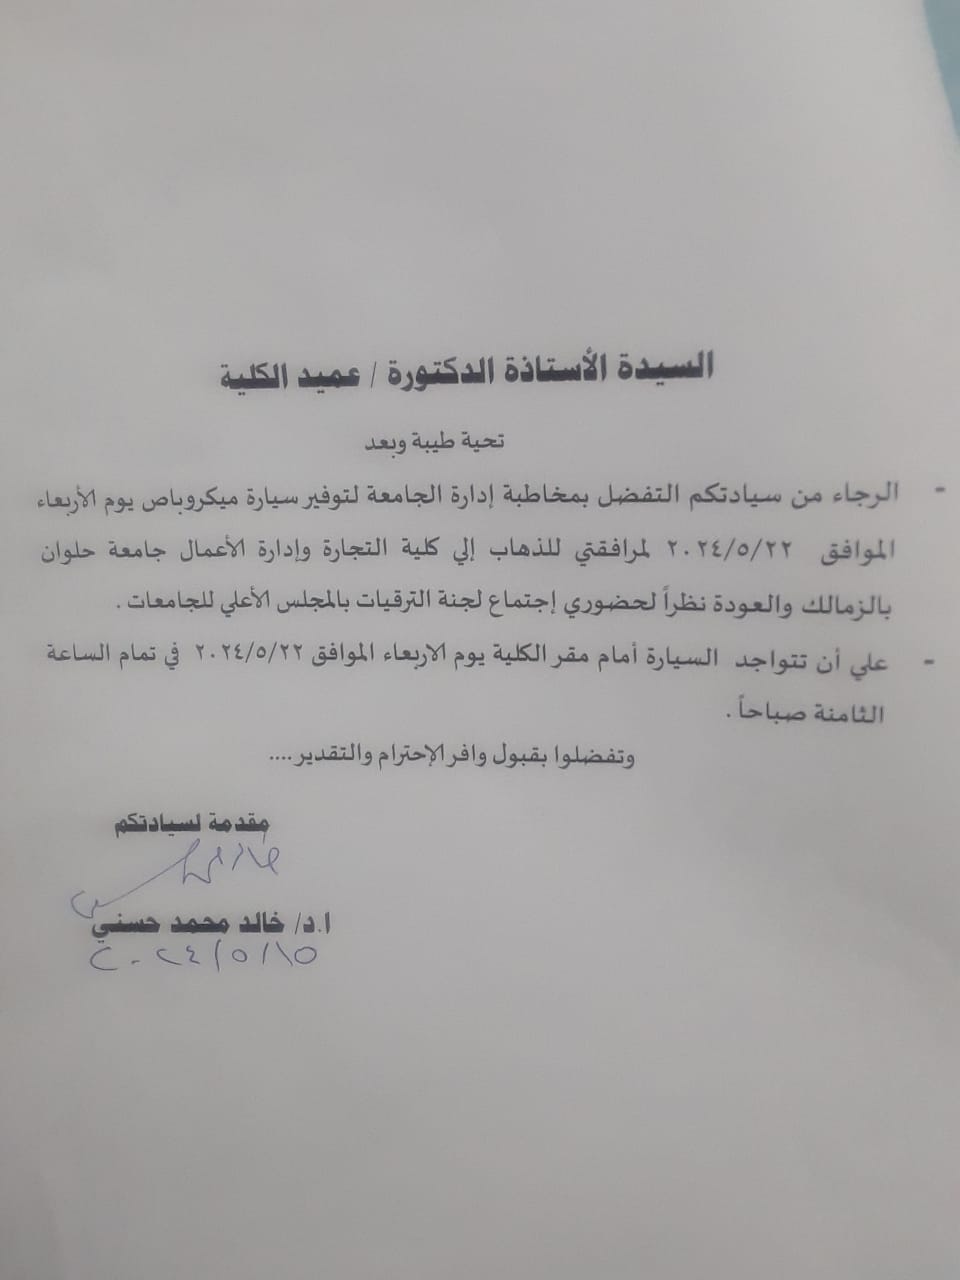 السيدة الأستاذة الدكتورة / عميد الكلية
تحية طيبة وبعد
- الرجاء من سيادتكم التفضل بمخاطبة إدارة الجامعة لتوفير سيارة ميكروباص يوم الأربعاء
الموافق ٢٠٢٤/٥/٢٢ لمرافقتي للذهاب إلي كلية التجارة وإدارة الأعمال جامعة حلوان
بالزمالك والعودة نظراً لحضوري إجتماع لجنة الترقيات بالمجلس الأعلي للجامعات .
- علي أن تتواجد السيارة أمام مقر الكلية يوم الاربعاء الموافق ٢٠٢٤/٥/٢٢ في تمام الساعة
الثامنة صباحاً .
وتفضلوا بقبول وافر الإحترام والتقدير....
مقدمة لسيادتكم
ا.د/ خالد محمد حسني
٢٠٢٤/٥/١٥